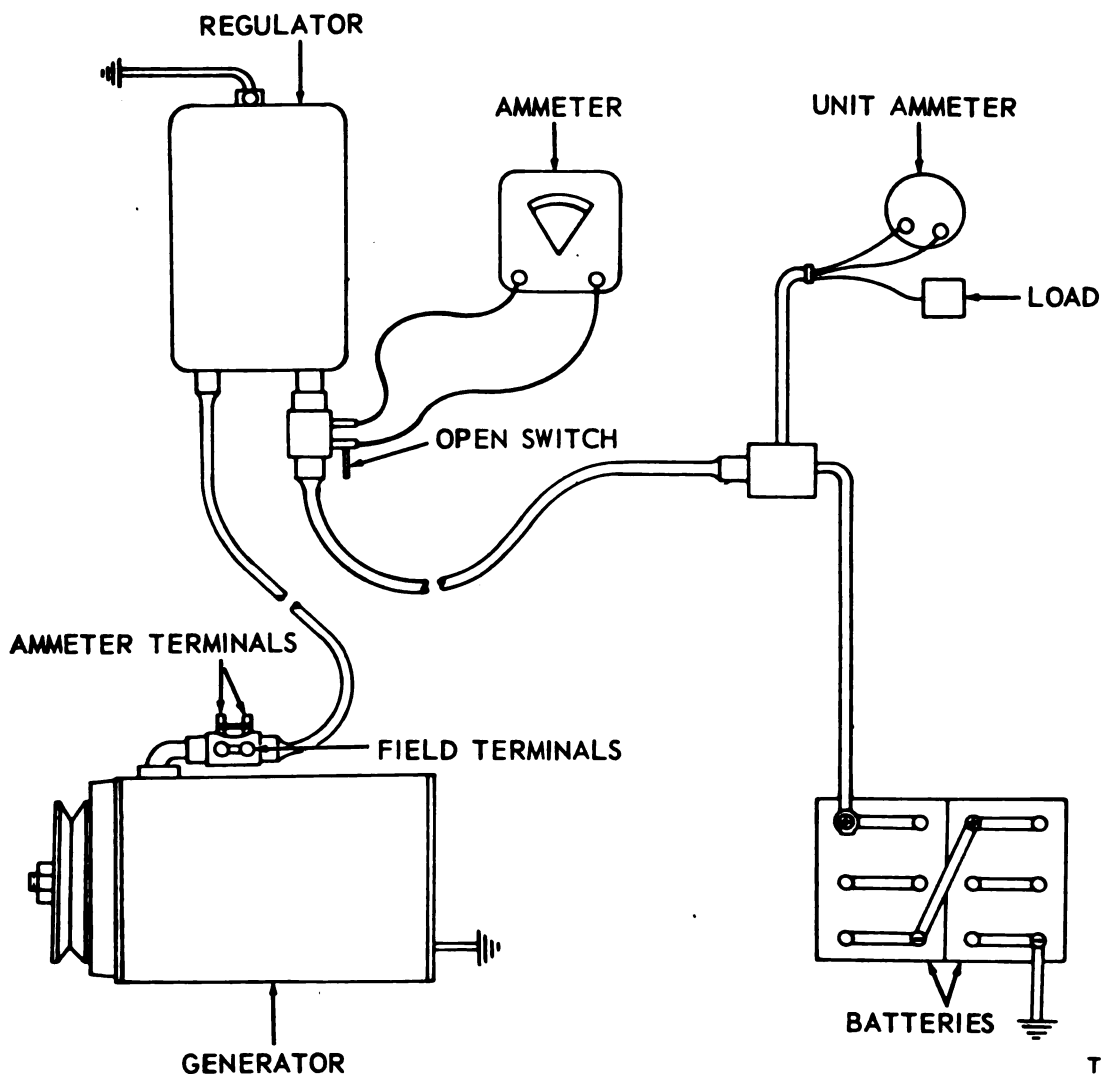 REGULATOR
AMMETER
UNIT AMMETER
LOAD
OPEN SWITCH
AMMETER TERMINALS
FIELD TERMINALS
BATTERIES
GENERATOR
T